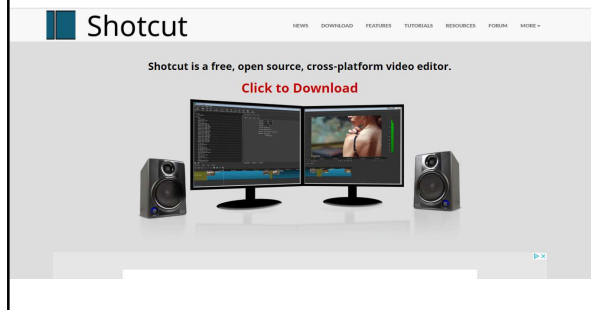 Shotcut
NEWS DOWNLOAD FEATURES TUTORIALS RESOURCES FORUM MORE
Shotcut is a free, open source, cross-platform video editor.
Click to Download